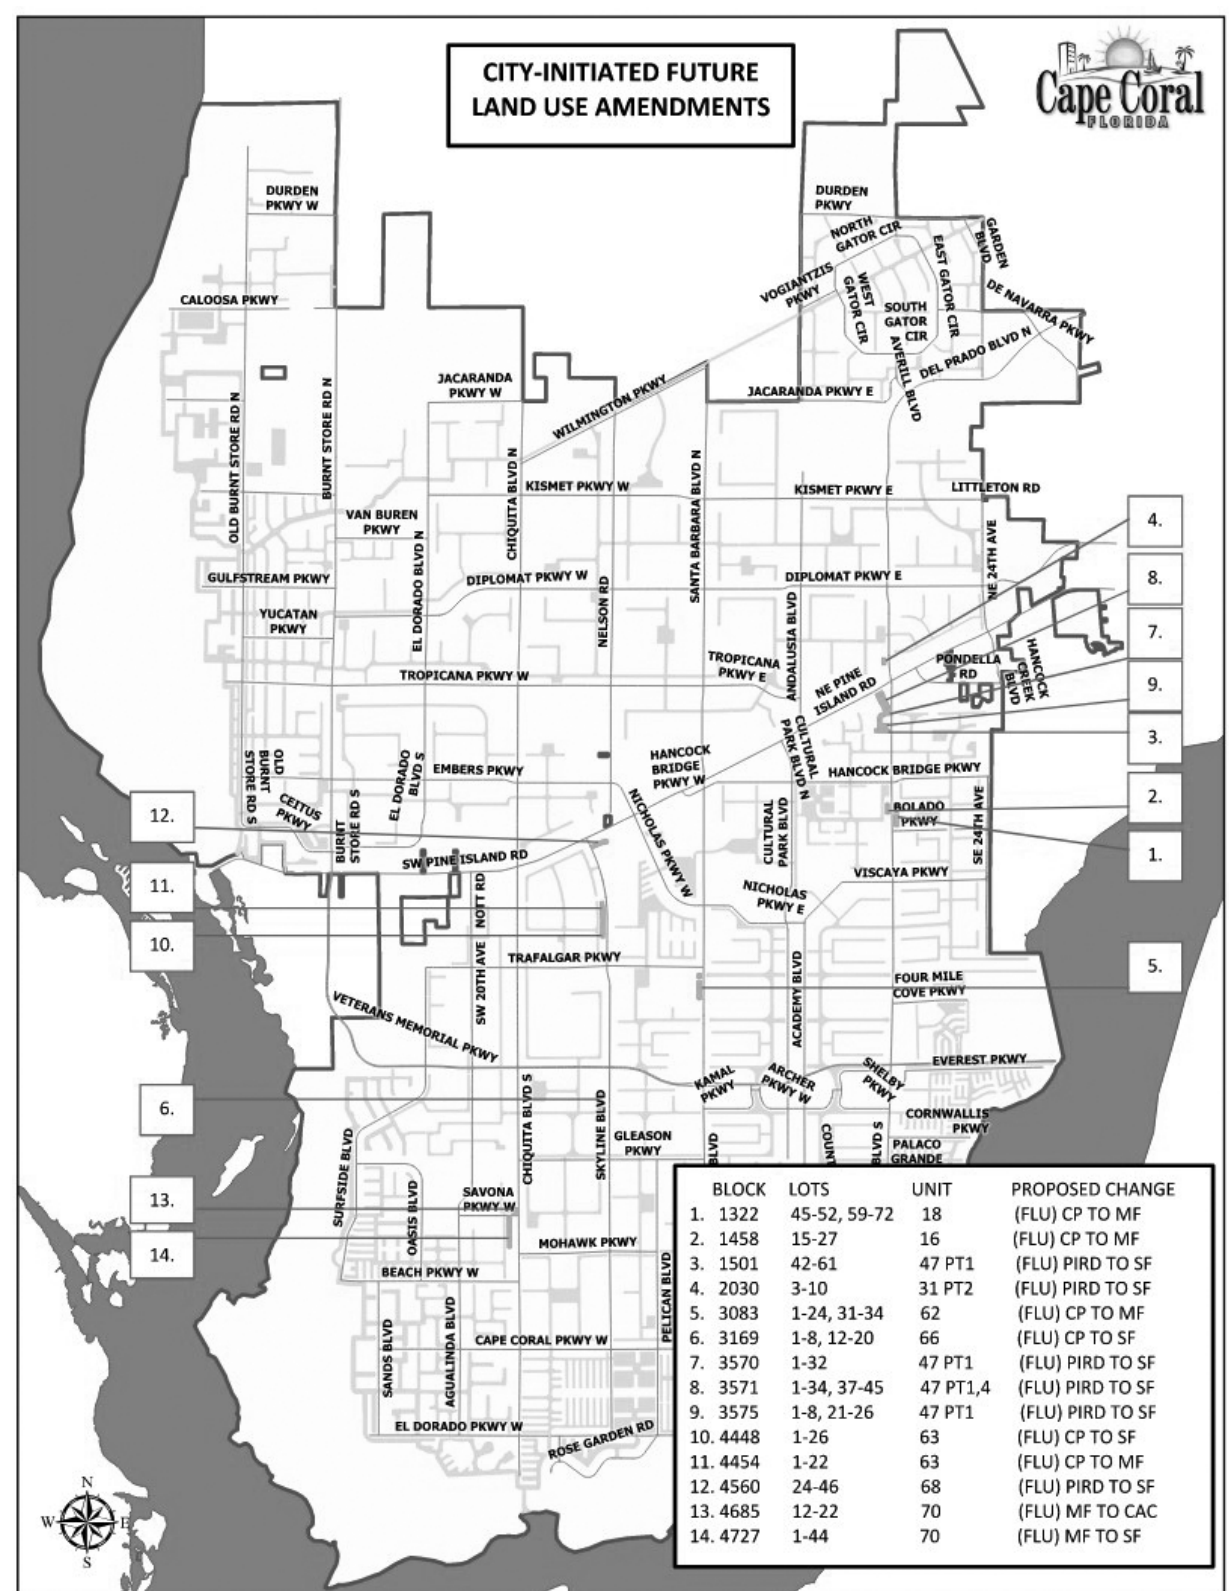 CITY-INITIATED FUTURE
LAND USE AMENDMENTS
Cape Coral
FLORIDA
DURDEN
PKWY W
DURDEN
PKWY
NORTH
GATOR CIR
GARDEN
BLVD
EAST GATOR CIR
VOGIANTZIS
PKWY
WEST
GATOR CIR
SOUTH
GATOR
CIR
DE NAVARRA PKWY
CALOOSA PKWY
AVERILL BLVD
DEL PRADO BLVD N
JACARANDA
PKWY W
JACARANDA PKWY E
WILMINGTON PKWY
OLD BURNT STORE RD N
BURNT STORE RD N
CHIQUITA BLVD N
SANTA BARBARA BLVD N
KISMET PKWY W
KISMET PKWY E
LITTLETON RD
VAN BUREN
PKWY
EL DORADO BLVD N
NE 24TH AVE
4.
GULFSTREAM PKWY
DIPLOMAT PKWY W
DIPLOMAT PKWY E
8.
YUCATAN
PKWY
NELSON RD
ANDALUSIA BLVD
7.
TROPICANA PKWY W
TROPICANA
PKWY E
NE PINE
ISLAND RD
PONDELLA
RD
HANCOCK
CREEK
BLVD
9.
CULTURAL
PARK BLVD N
3.
OLD
BURNT
STORE RD S
EL DORADO
BLVD S
EMBERS PKWY
HANCOCK
BRIDGE
PKWY W
HANCOCK BRIDGE PKWY
CEITUS
PKWY
BURNT
STORE RD S
NICHOLAS PKWY W
CULTURAL
PARK BLVD
BOLADO
PKWY
SE 24TH AVE
2.
12.
SW PINE ISLAND RD
VISCAYA PKWY
1.
11.
NOTT RD
NICHOLAS
PKWY E
10.
TRAFALGAR PKWY
SW 20TH AVE
ACADEMY BLVD
FOUR MILE
COVE PKWY
5.
VETERANS MEMORIAL PKWY
KAMAL
PKWY
ARCHER
PKWY W
SHELBY
PKWY
EVEREST PKWY
6.
CHIQUITA BLVD S
SKYLINE BLVD
GLEASON
PKWY
BLVD
COUNT
BLVD S
CORNWALLIS
PKWY
PALACO
GRANDE
SURFSIDE BLVD
13.
OASIS BLVD
SAVONA
PKWY W
14.
MOHAWK PKWY
BEACH PKWY W
PELICAN BLVD
SANDS BLVD
AGUALINDA BLVD
CAPE CORAL PKWY W
EL DORADO PKWY W
ROSE GARDEN RD
BLOCK LOTS UNIT PROPOSED CHANGE
1. 1322 45-52, 59-72 18 (FLU) CP TO MF
2. 1458 15-27 16 (FLU) CP TO MF
3. 1501 42-61 47 PT1 (FLU) PIRD TO SF
4. 2030 3-10 31 PT2 (FLU) PIRD TO SF
5. 3083 1-24, 31-34 62 (FLU) CP TO MF
6. 3169 1-8, 12-20 66 (FLU) CP TO SF
7. 3570 1-32 47 PT1 (FLU) PIRD TO SF
8. 3571 1-34, 37-45 47 PT1,4 (FLU) PIRD TO SF
9. 3575 1-8, 21-26 47 PT1 (FLU) PIRD TO SF
10. 4448 1-26 63 (FLU) CP TO SF
11. 4454 1-22 63 (FLU) CP TO MF
12. 4560 24-46 68 (FLU) PIRD TO SF
13. 4685 12-22 70 (FLU) MF TO CAC
14. 4727 1-44 70 (FLU) MF TO SF
N
W E
S